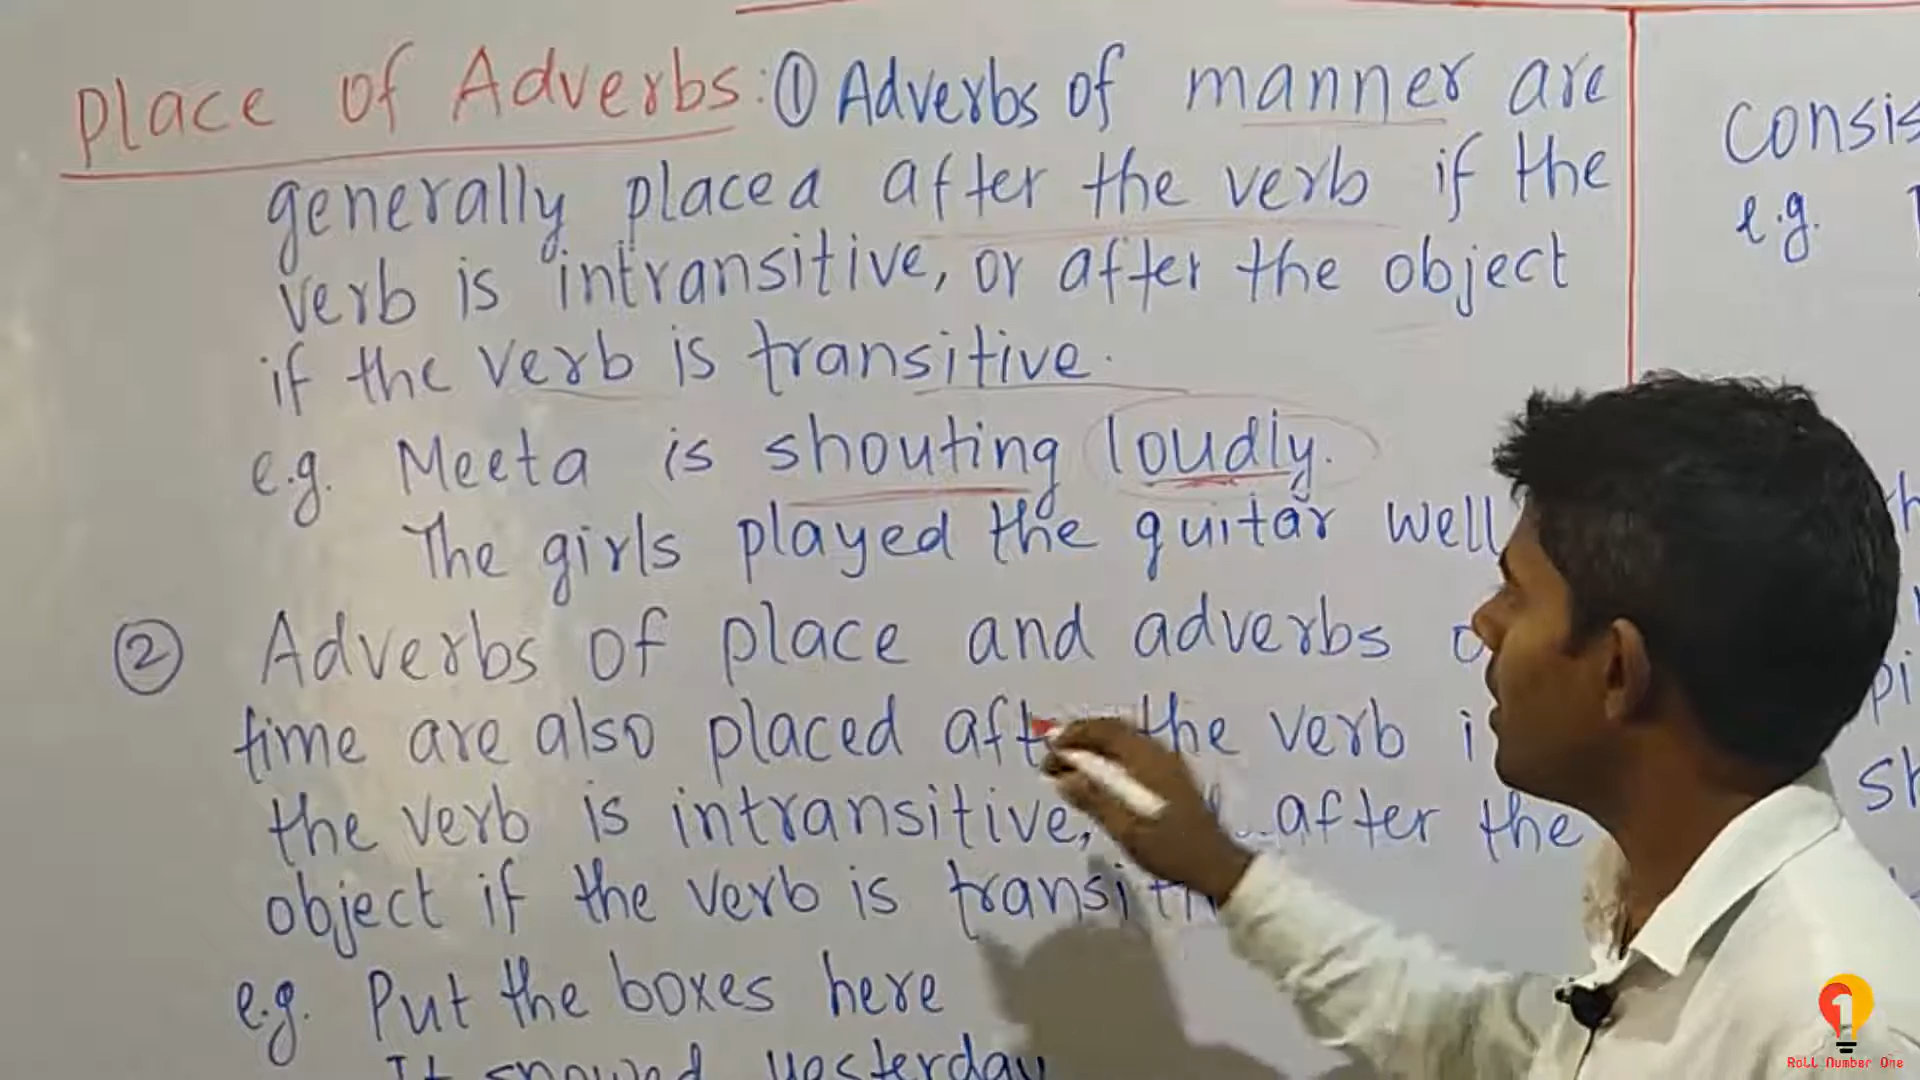 Place of Adverbs: ① Adverbs of manner are
generally placed after the verb if the
verb is intransitive, or after the object
if the verb is transitive.
e.g. Meeta is shouting loudly.
The girls played the guitar well
② Adverbs of place and adverbs
time are also placed the verb
the verb is intransitive, after the
object if the verb is
e.g. Put the boxes here
It snowed yesterday
e.g.
1
Roll Number One